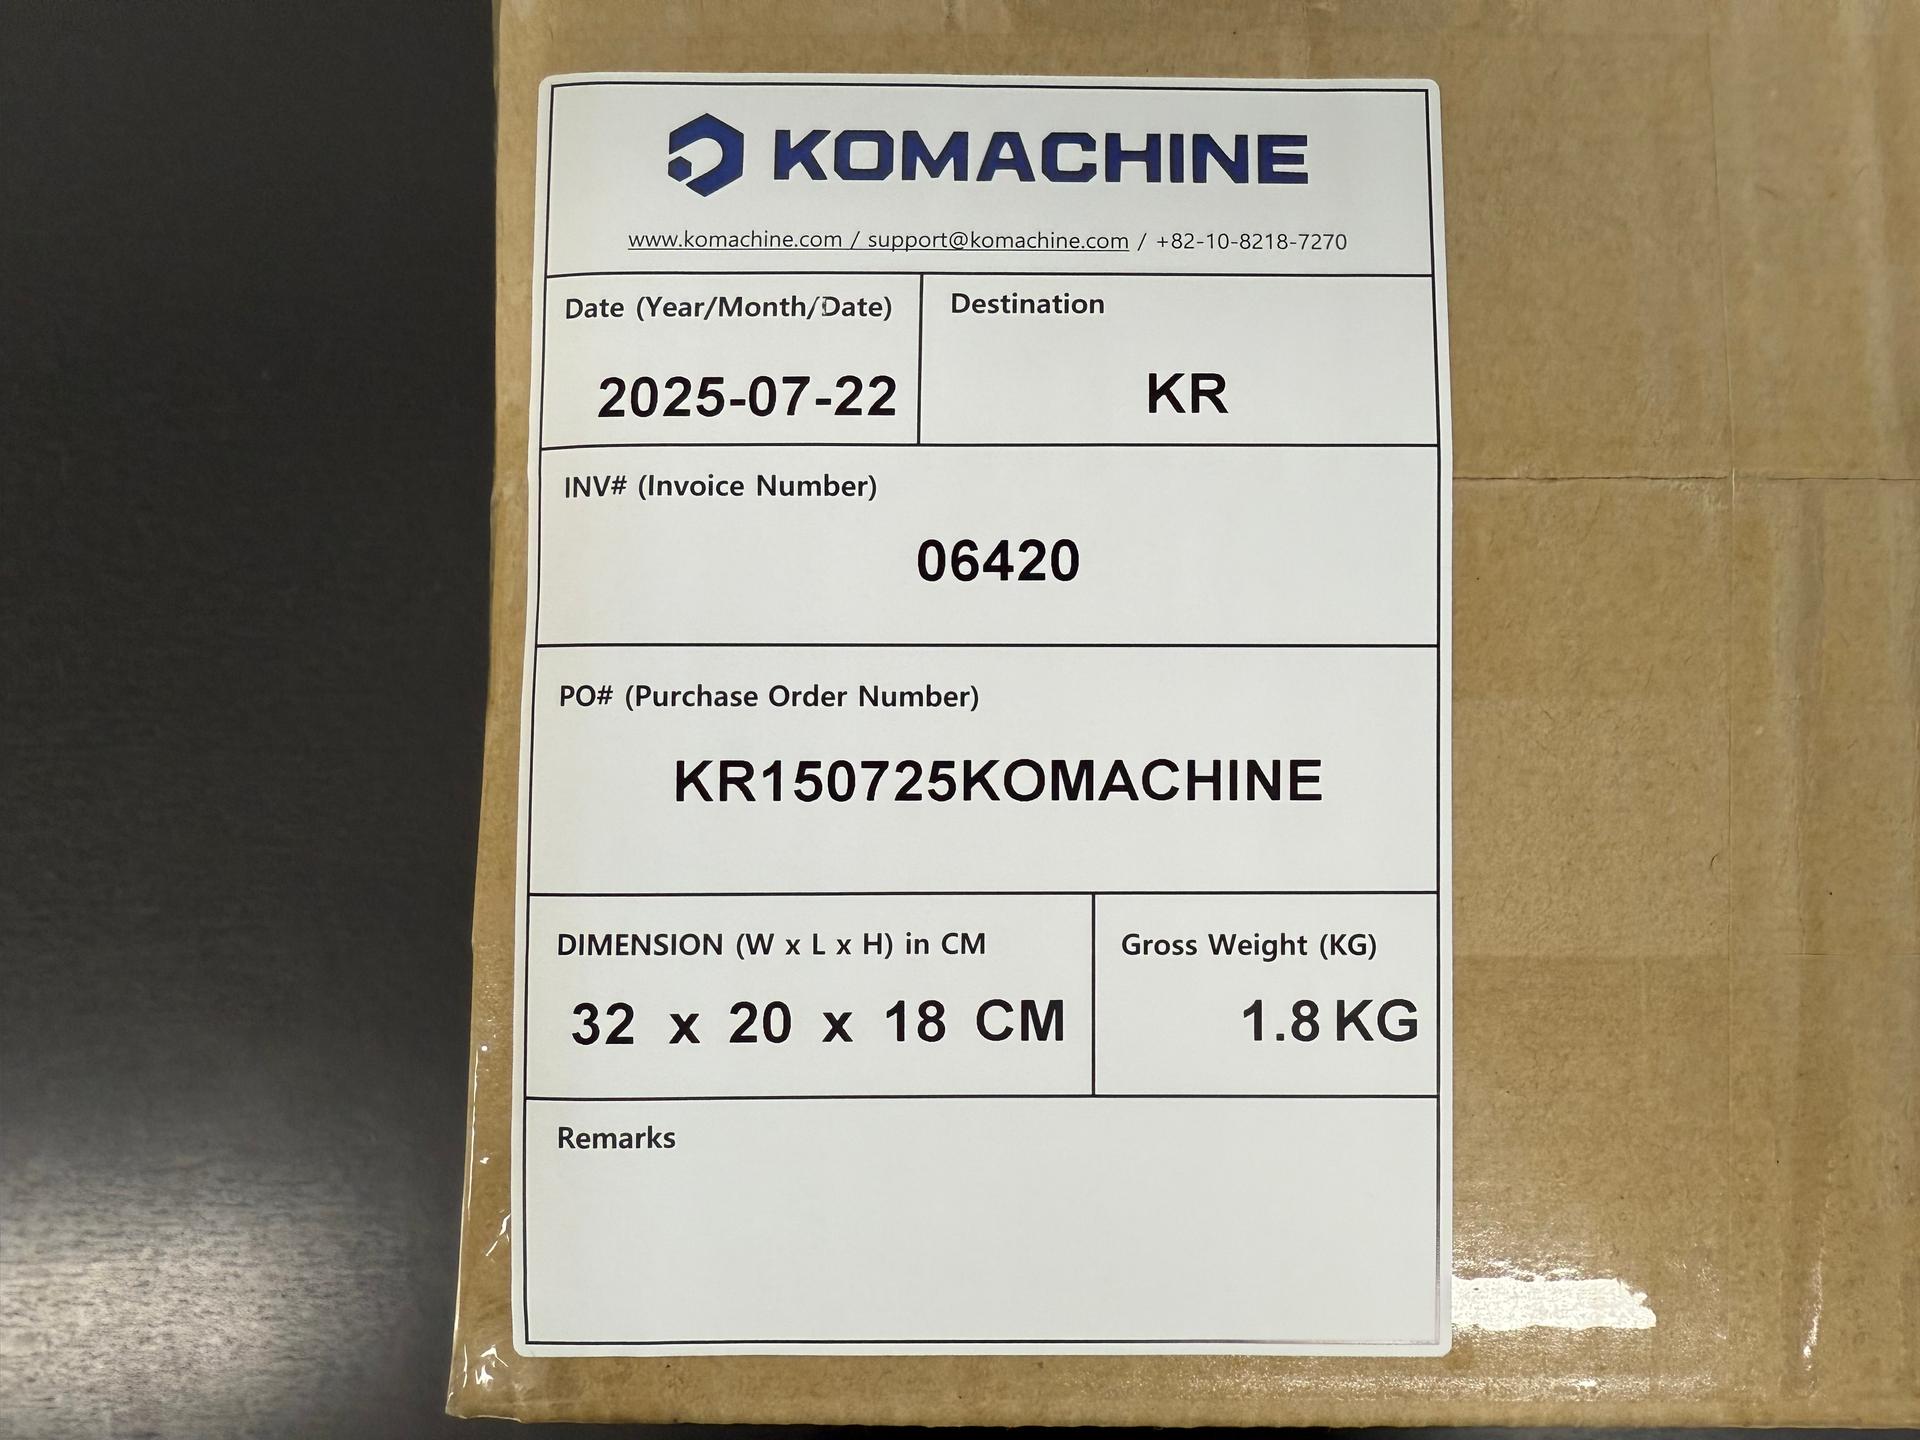 KOMACHINE
www.komachine.com / support@komachine.com / +82-10-8218-7270
Date (Year/Month/Date)
2025-07-22
Destination
KR
INV# (Invoice Number)
06420
PO# (Purchase Order Number)
KR150725KOMACHINE
DIMENSION (W x L x H) in CM
32 x 20 x 18 CM
Gross Weight (KG)
1.8 KG
Remarks